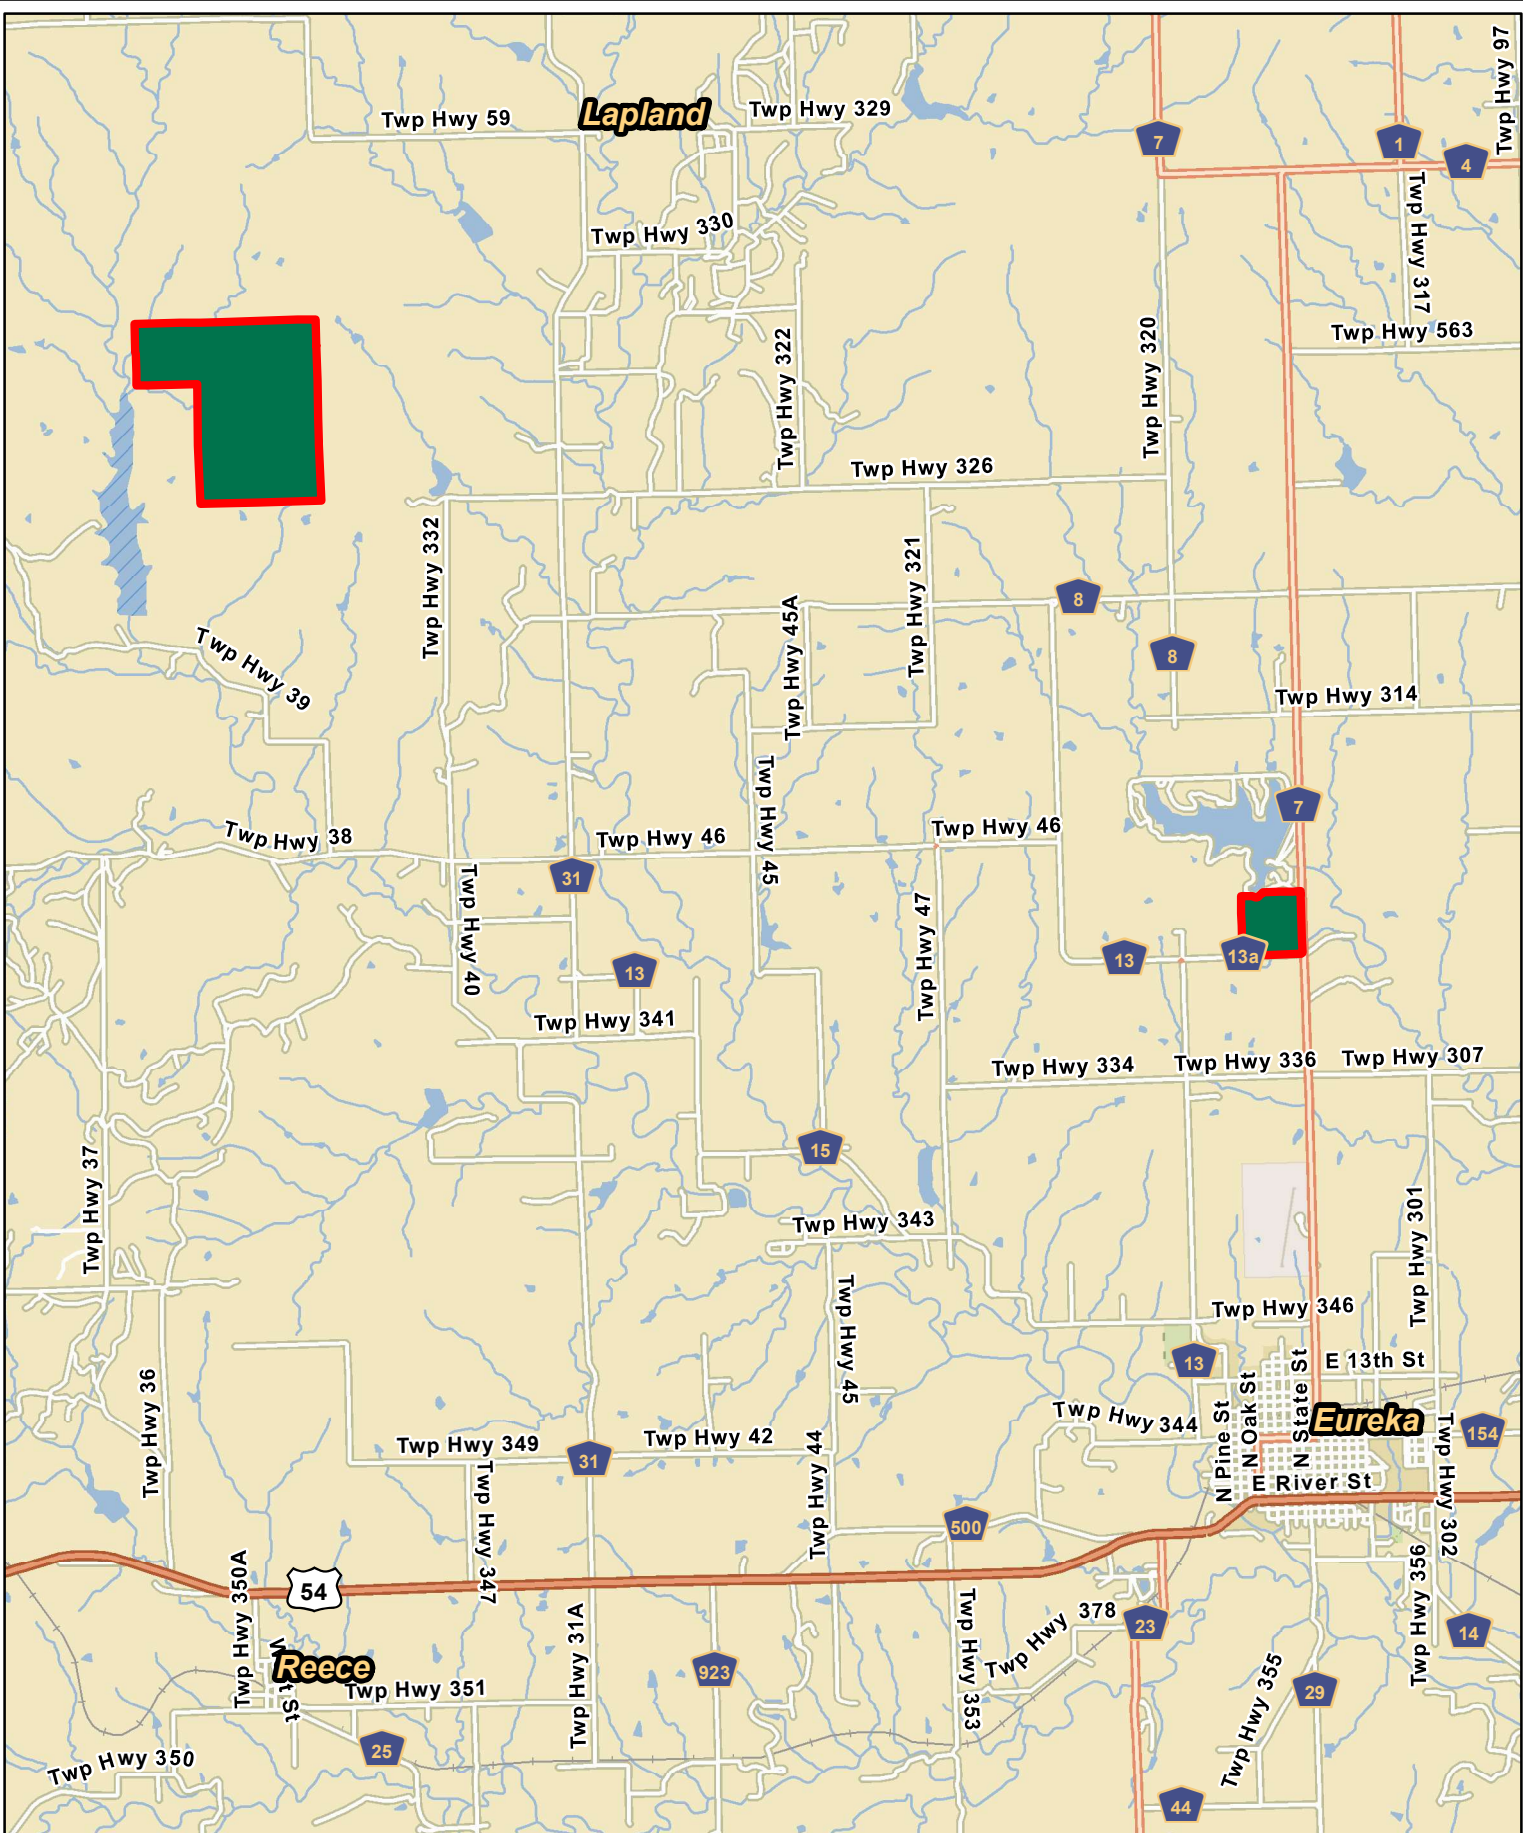 Twp Hwy 97
Lapland
Twp Hwy 329
Twp Hwy 59
7
1
4
Twp Hwy 317
Twp Hwy 330
Twp Hwy 320
Twp Hwy 563
Twp Hwy 322
Twp Hwy 326
Twp Hwy 332
Twp Hwy 321
8
Twp Hwy 45A
8
Twp Hwy 39
Twp Hwy 314
Twp Hwy 45
7
Twp Hwy 38
Twp Hwy 46
Twp Hwy 46
31
Twp Hwy 40
Twp Hwy 47
13
13
13a
Twp Hwy 341
Twp Hwy 334
Twp Hwy 336
Twp Hwy 307
15
Twp Hwy 37
Twp Hwy 343
Twp Hwy 301
Twp Hwy 346
Twp Hwy 45
13
E 13th St
Twp Hwy 36
N Pine St
N Oak St
N State St
Twp Hwy 344
Eureka
154
Twp Hwy 349
31
Twp Hwy 42
Twp Hwy 44
E River St
Twp Hwy 302
500
Twp Hwy 347
54
Twp Hwy 350A
Twp Hwy 356
Twp Hwy 31A
Twp Hwy 353
Twp Hwy 378
23
14
Reece
923
Twp Hwy 351
29
Twp Hwy 355
25
Twp Hwy 350
44